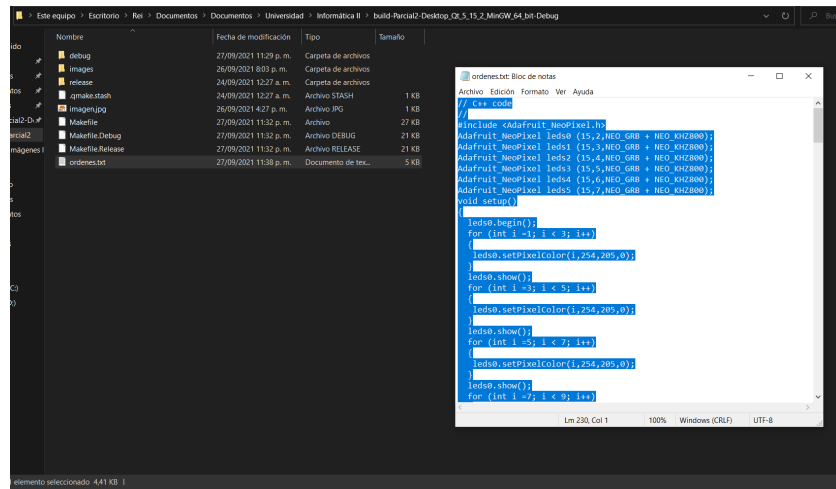 Este equipo > Escritorio > Rei > Documentos > Documentos > Universidad > Informática II > build-Parcial2-Desktop_Qt_5_15_2_MinGW_64_bit-Debug
Nombre Fecha de modificación Tipo Tamaño
debug 27/09/2021 11:29 p. m. Carpeta de archivos
images 26/09/2021 8:03 p. m. Carpeta de archivos
release 24/09/2021 12:27 a. m. Carpeta de archivos
.qmake.stash 24/09/2021 12:27 a. m. Archivo STASH 1 KB
imagen.jpg 26/09/2021 4:27 p. m. Archivo JPG 1 KB
Makefile 27/09/2021 11:32 p. m. Archivo 27 KB
Makefile.Debug 27/09/2021 11:32 p. m. Archivo DEBUG 21 KB
Makefile.Release 27/09/2021 11:32 p. m. Archivo RELEASE 21 KB
ordenes.txt 27/09/2021 11:38 p. m. Documento de tex... 5 KB
ido
s
tos
cial2-D
arcial2
mágenes I
o
s
tos
s
C:)
elemento seleccionado 4,41 KB
ordenes.txt: Bloc de notas
Archivo Edición Formato Ver Ayuda
// C++ code
//
#include <Adafruit_NeoPixel.h>
Adafruit_NeoPixel leds0 (15,2,NEO_GRB + NEO_KHZ800);
Adafruit_NeoPixel leds1 (15,3,NEO_GRB + NEO_KHZ800);
Adafruit_NeoPixel leds2 (15,4,NEO_GRB + NEO_KHZ800);
Adafruit_NeoPixel leds3 (15,5,NEO_GRB + NEO_KHZ800);
Adafruit_NeoPixel leds4 (15,6,NEO_GRB + NEO_KHZ800);
Adafruit_NeoPixel leds5 (15,7,NEO_GRB + NEO_KHZ800);
void setup()
{
leds0.begin();
for (int i =1; i < 3; i++)
{
leds0.setPixelColor(i,254,205,0);
}
leds0.show();
for (int i =3; i < 5; i++)
{
leds0.setPixelColor(i,254,205,0);
}
leds0.show();
for (int i =5; i < 7; i++)
{
leds0.setPixelColor(i,254,205,0);
}
leds0.show();
for (int i =7; i < 9; i++)
Lm 230, Col 1 100% Windows (CRLF) UTF-8